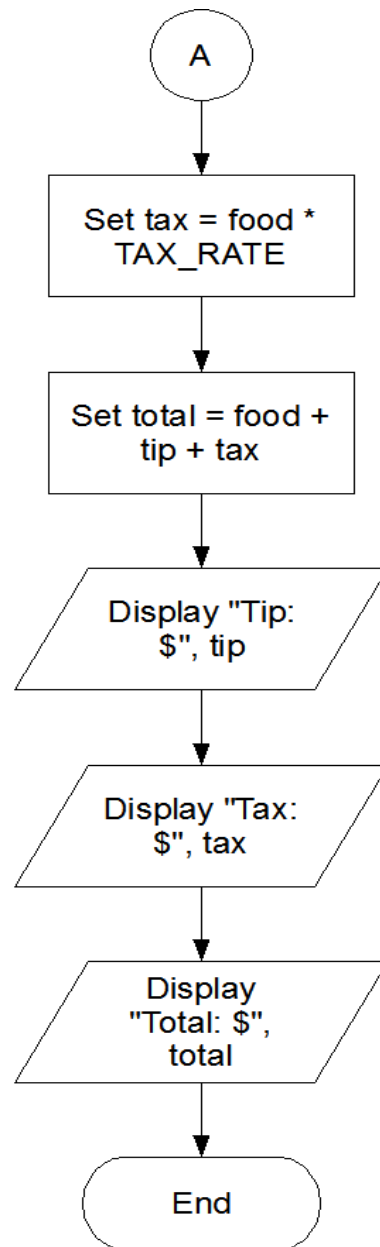 A
Set tax = food *
TAX_RATE
Set total = food +
tip + tax
Display "Tip:
$", tip
Display "Tax:
$", tax
Display
"Total: $",
total
End